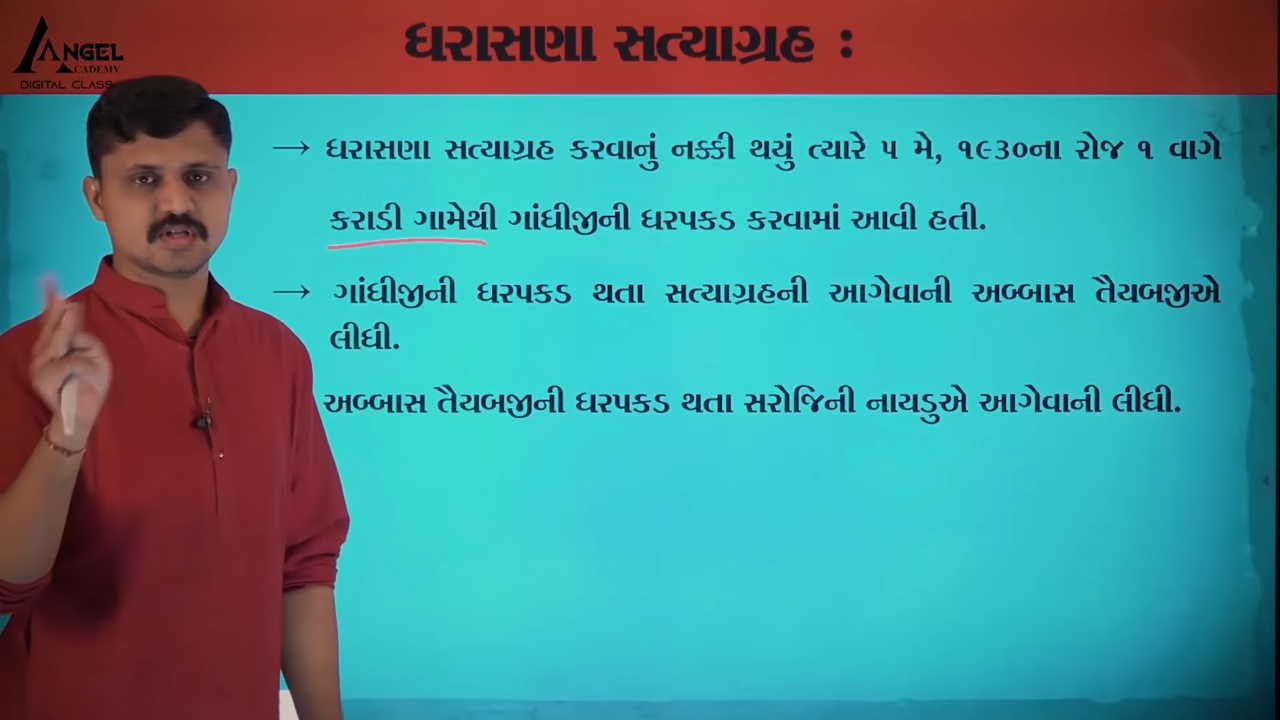 ANGEL
ACADEMY
DIGITAL CLASS
ધરાસણા સત્યાગ્રહ :
→ ધરાસણા સત્યાગ્રહ કરવાનું નક્કી થયું ત્યારે ૫ મે, ૧૯૩૦ના રોજ ૧ વાગે
કરાડી ગામેથી ગાંધીજીની ધરપકડ કરવામાં આવી હતી.
→ ગાંધીજીની ધરપકડ થતા સત્યાગ્રહની આગેવાની અબ્બાસ તૈયબજીએ
લીધી.
અબ્બાસ તૈયબજીની ધરપકડ થતા સરોજિની નાયડુએ આગેવાની લીધી.